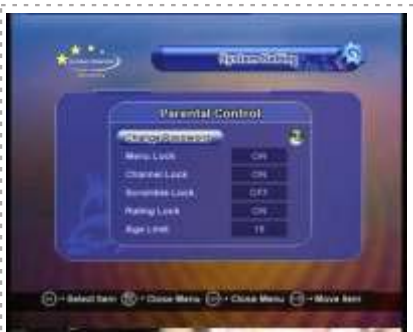 System Setting
Parental Control
Change Password
Menu Lock ON
Channel Lock ON
Scramble Lock OFF
Rating Lock ON
Age Limit 18
Select Item Close Menu Close Menu Move Item